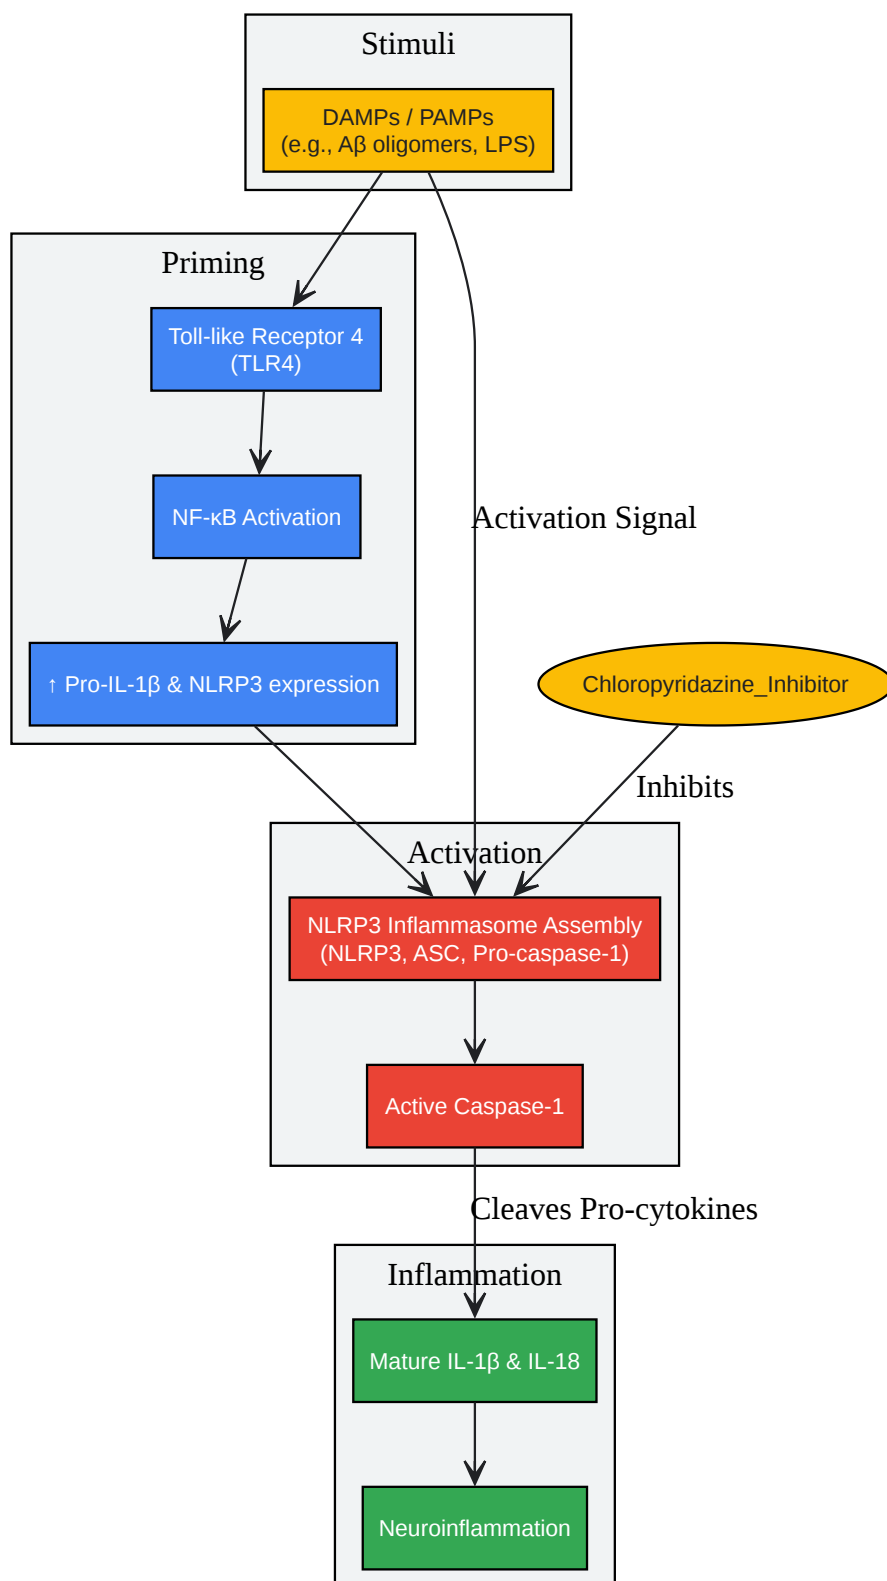 Stimuli
DAMPs / PAMPs
(e.g., Aβ oligomers, LPS)
Priming
Toll-like Receptor 4
(TLR4)
NF-κB Activation
Activation Signal
↑ Pro-IL-1β & NLRP3 expression
Chloropyridazine_Inhibitor
Inhibits
Activation
NLRP3 Inflammasome Assembly
(NLRP3, ASC, Pro-caspase-1)
Active Caspase-1
Cleaves Pro-cytokines
Inflammation
Mature IL-1β & IL-18
Neuroinflammation